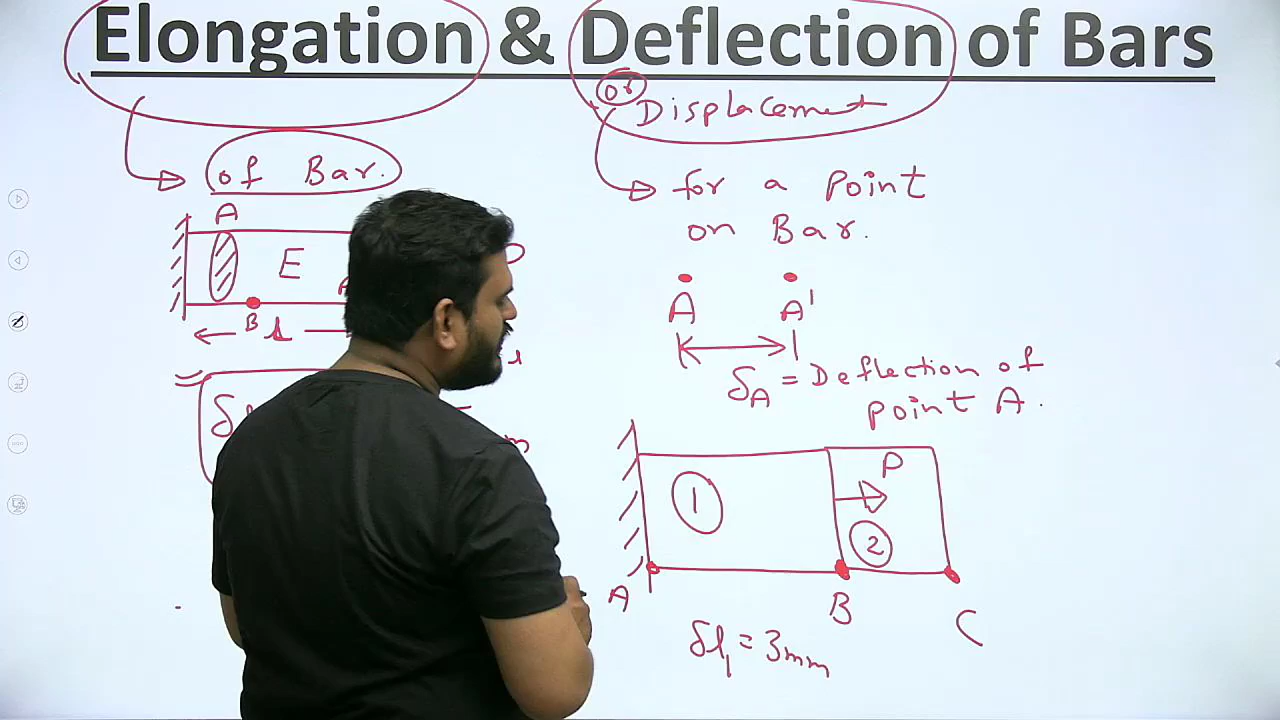 Elongation & Deflection of Bars
or Displacement
of Bar.
for a point
on Bar.
A
E
B l
A A'
δA = Deflection of
point A.
1
P
2
A
B
C
δl1 = 3mm